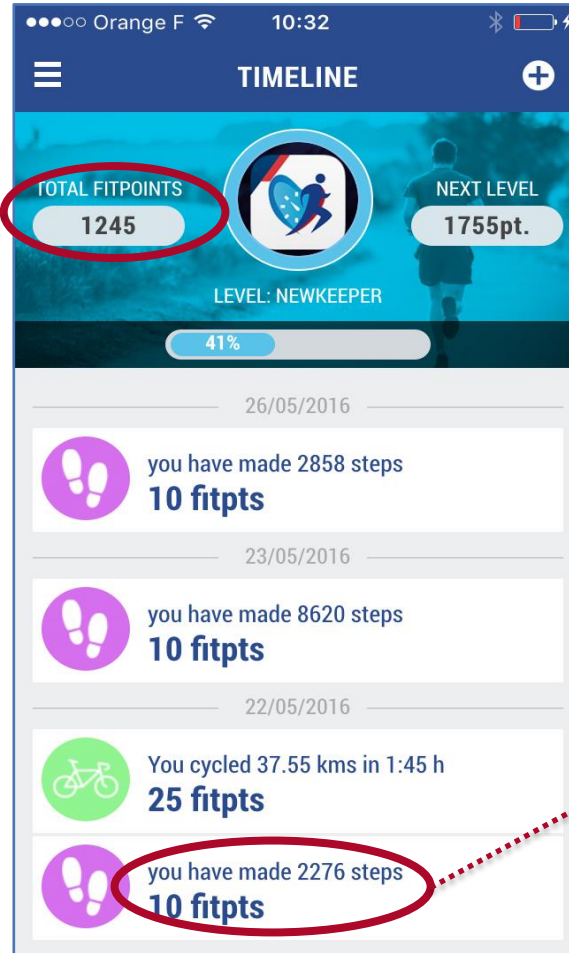 Orange F 10:32
TIMELINE
TOTAL FITPOINTS
1245
NEXT LEVEL
1755pt.
LEVEL: NEWKEEPER
41%
26/05/2016
you have made 2858 steps
10 fitpts
23/05/2016
you have made 8620 steps
10 fitpts
22/05/2016
You cycled 37.55 kms in 1:45 h
25 fitpts
you have made 2276 steps
10 fitpts